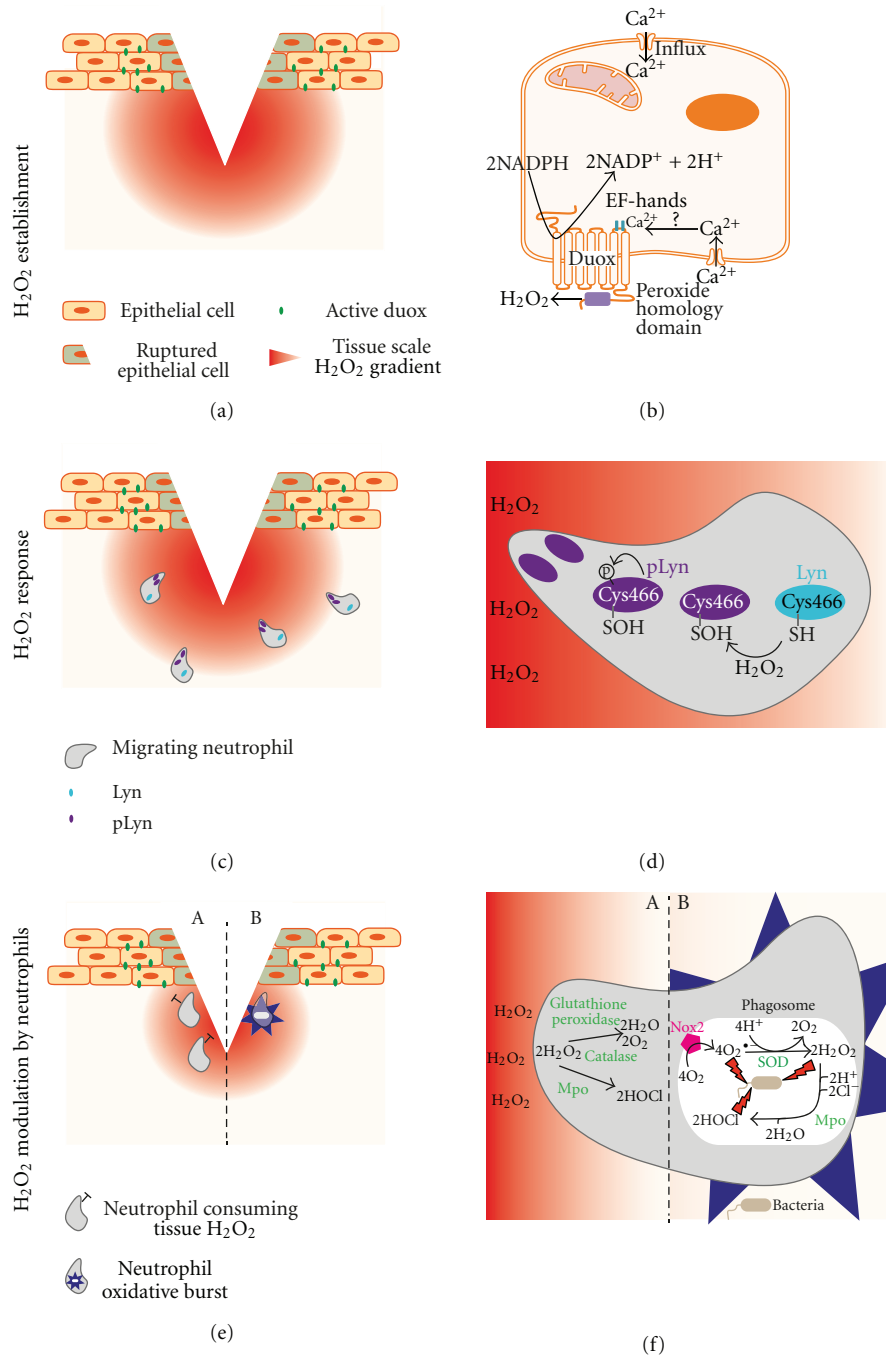 H₂O₂ establishment
Epithelial cell
Active duox
Ruptured
epithelial cell
Tissue scale
H₂O₂ gradient
(a)
Ca²⁺
Influx
Ca²⁺
2NADPH
2NADP⁺ + 2H⁺
EF-hands
Ca²⁺
?
Ca²⁺
Duox
Ca²⁺
H₂O₂
Peroxide
homology
domain
(b)
H₂O₂ response
Migrating neutrophil
Lyn
pLyn
(c)
H₂O₂
H₂O₂
H₂O₂
P
pLyn
Cys466
SOH
Cys466
SOH
Lyn
Cys466
SH
H₂O₂
(d)
H₂O₂ modulation by neutrophils
A
B
Neutrophil consuming
tissue H₂O₂
Neutrophil
oxidative burst
(e)
A
B
H₂O₂
H₂O₂
H₂O₂
Glutathione
peroxidase
2H₂O
2O₂
2H₂O₂
Catalase
Mpo
2HOCl
Phagosome
Nox2
4H⁺
2O₂
4O₂•
2H₂O₂
SOD
4O₂
2H⁺
2Cl⁻
2HOCl
2H₂O
Mpo
Bacteria
(f)